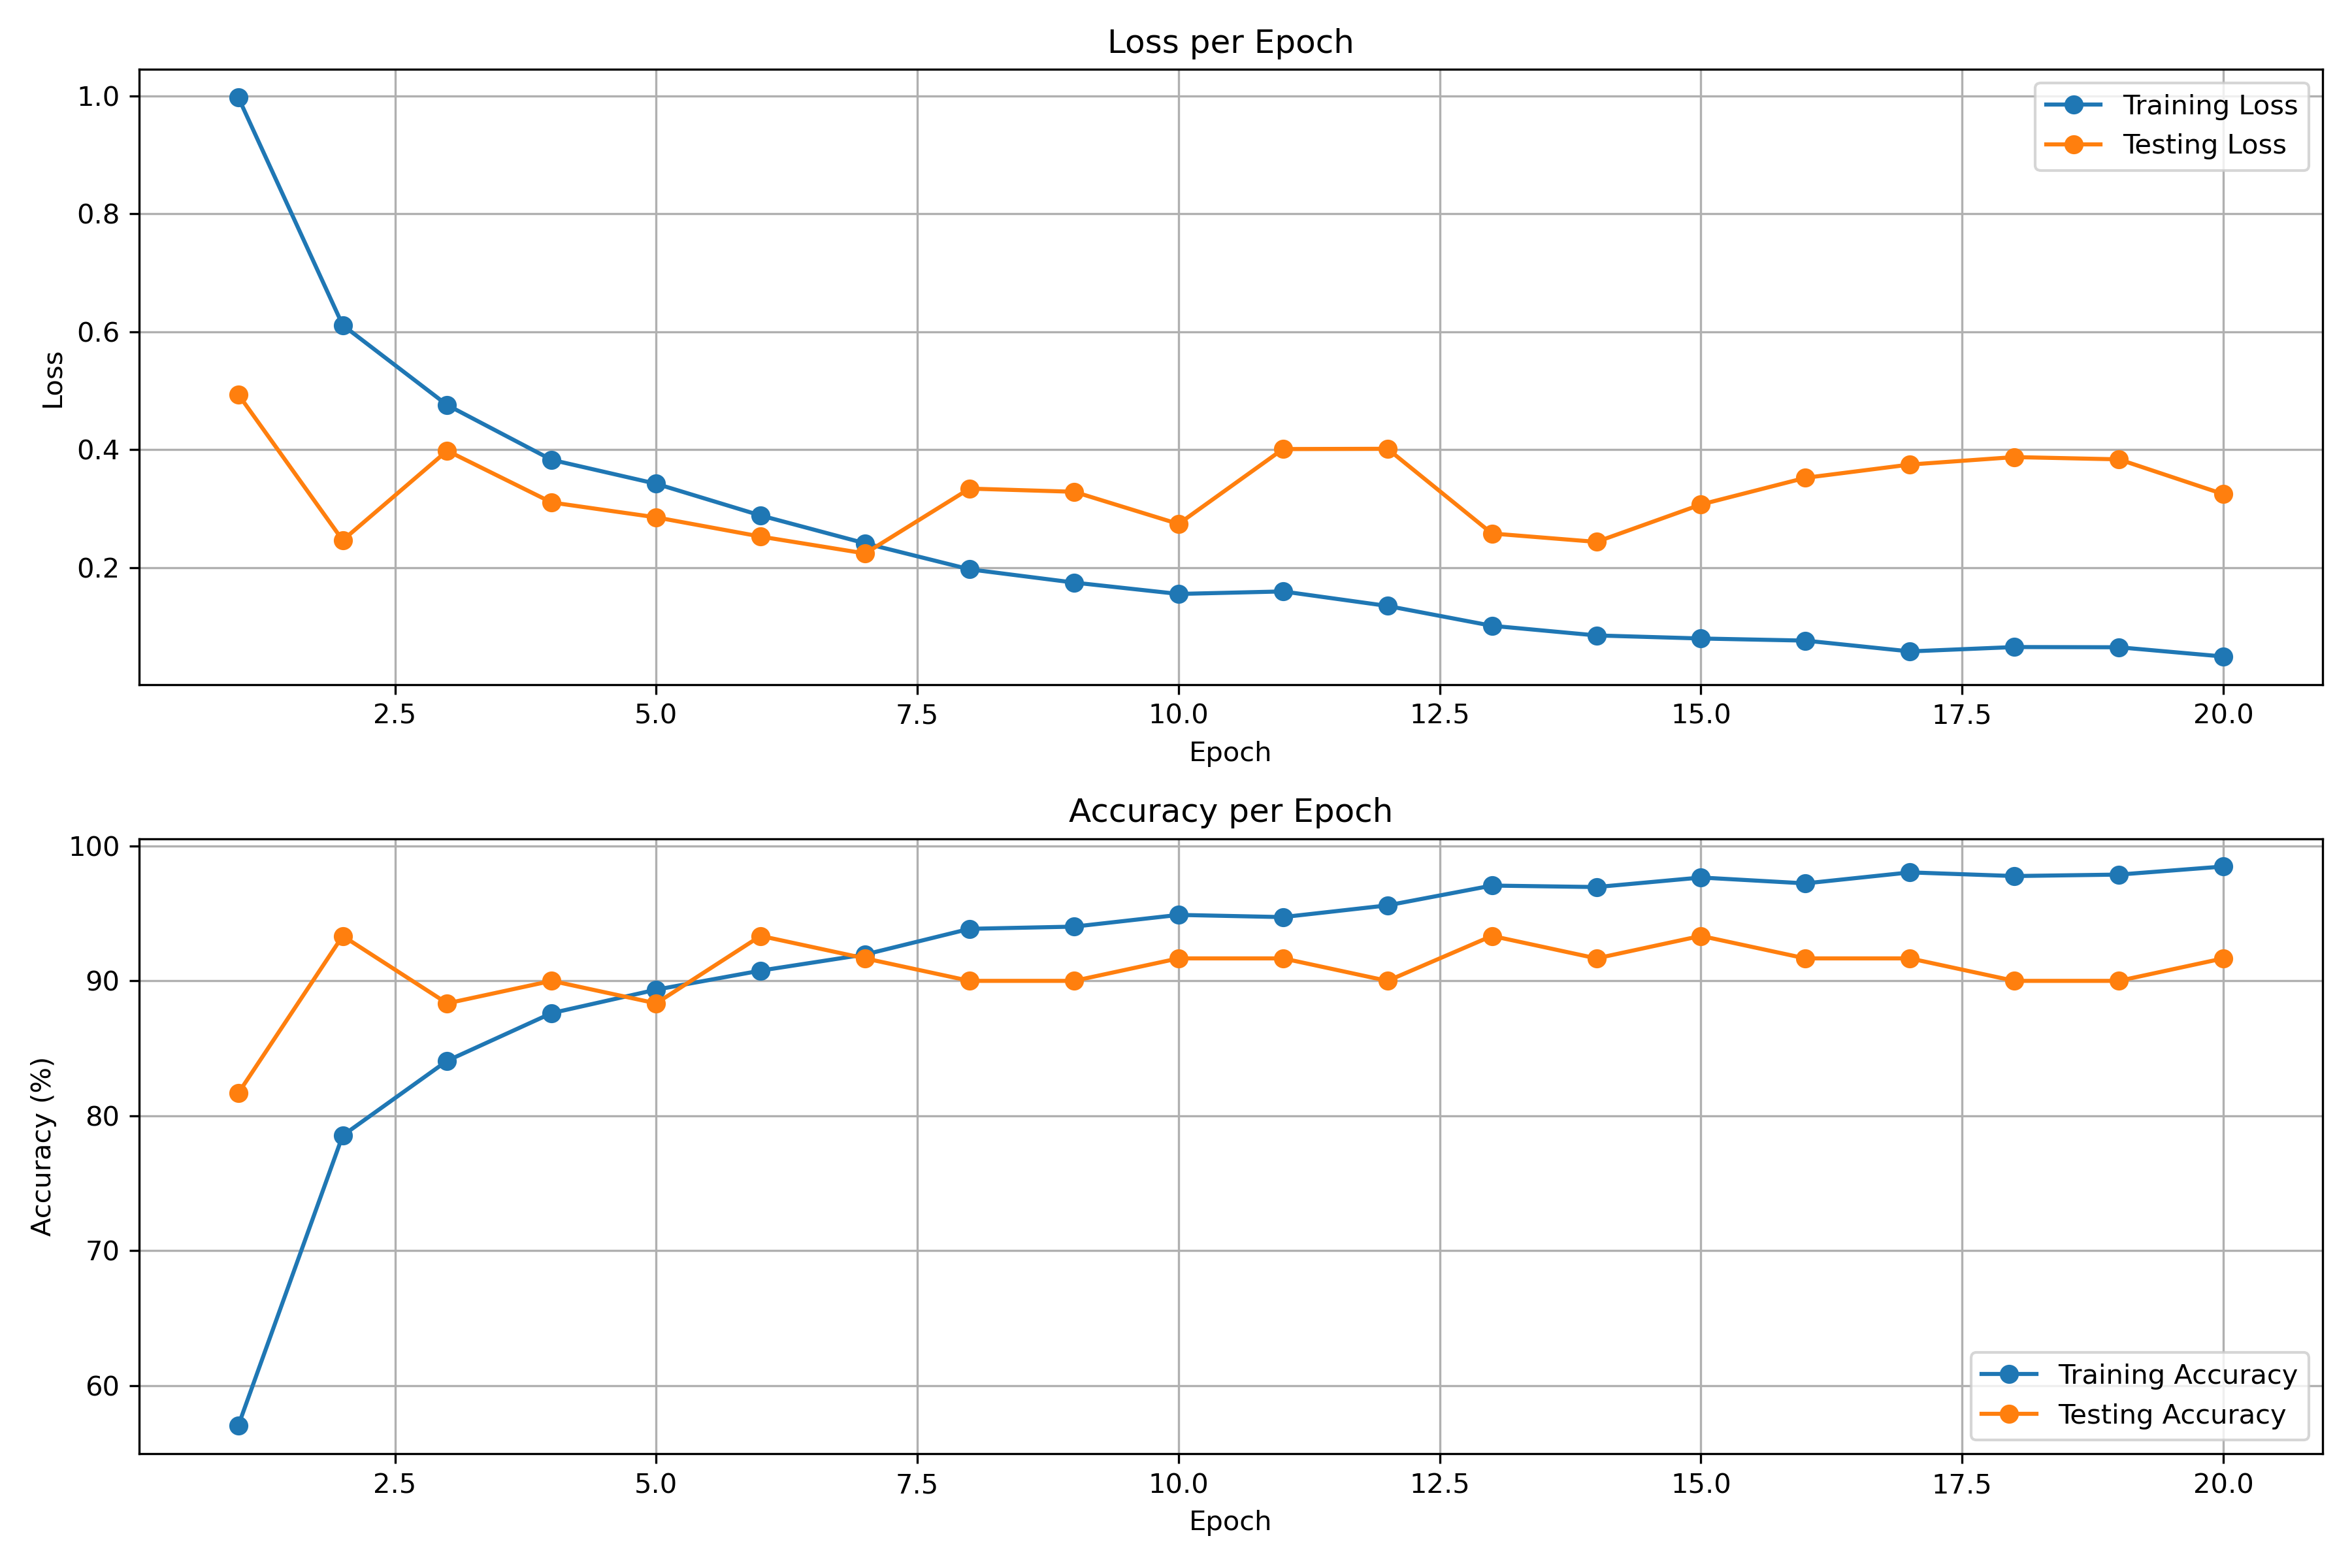 Loss per Epoch
1.0
0.8
0.6
0.4
0.2
Loss
Training Loss
Testing Loss
2.5 5.0 7.5 10.0 12.5 15.0 17.5 20.0
Epoch
Accuracy per Epoch
100
90
80
70
60
Accuracy (%)
Training Accuracy
Testing Accuracy
2.5 5.0 7.5 10.0 12.5 15.0 17.5 20.0
Epoch